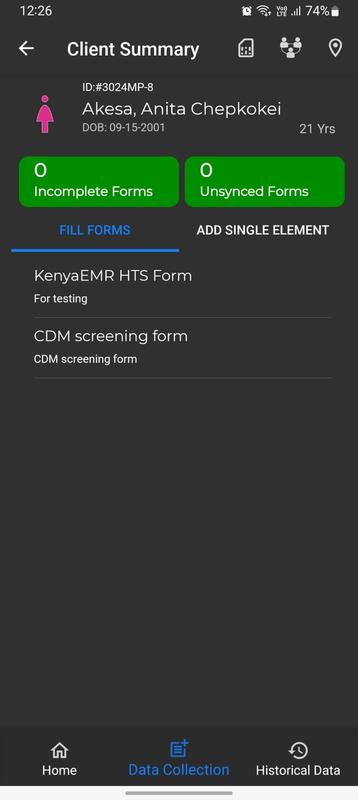 12:26
Vo)) LTE 74%
Client Summary
ID:#3024MP-8
Akesa, Anita Chepkokei
DOB: 09-15-2001
21 Yrs
0
Incomplete Forms
0
Unsynced Forms
FILL FORMS
ADD SINGLE ELEMENT
KenyaEMR HTS Form
For testing
CDM screening form
CDM screening form
Home
Data Collection
Historical Data